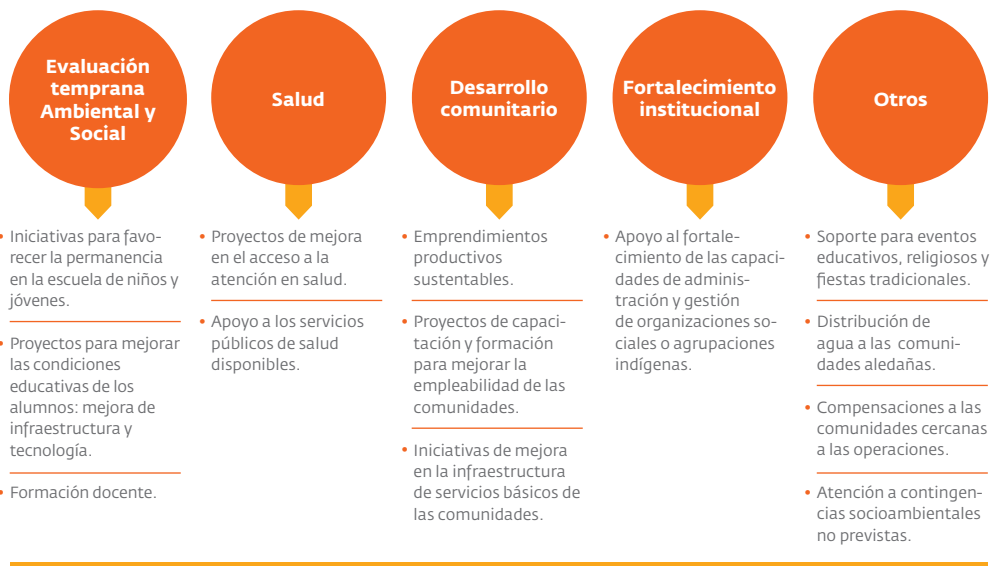 Evaluación
temprana
Ambiental y
Social
• Iniciativas para favo-
recer la permanencia
en la escuela de niños y
jóvenes.
• Proyectos para mejorar
las condiciones
educativas de los
alumnos: mejora de
infraestructura y
tecnología.
• Formación docente.
Salud
• Proyectos de mejora
en el acceso a la
atención en salud.
• Apoyo a los servicios
públicos de salud
disponibles.
Desarrollo
comunitario
• Emprendimientos
productivos
sustentables.
• Proyectos de capaci-
tación y formación
para mejorar la
empleabilidad de las
comunidades.
• Iniciativas de mejora
en la infraestructura
de servicios básicos de
las comunidades.
Fortalecimiento
institucional
• Apoyo al fortale-
cimiento de las capaci-
dades de adminis-
tración y gestión
de organizaciones so-
ciales o agrupaciones
indígenas.
Otros
• Soporte para eventos
educativos, religiosos y
fiestas tradicionales.
• Distribución de
agua a las comuni-
dades aledañas.
• Compensaciones a las
comunidades cercanas
a las operaciones.
• Atención a contingen-
cias socioambientales
no previstas.